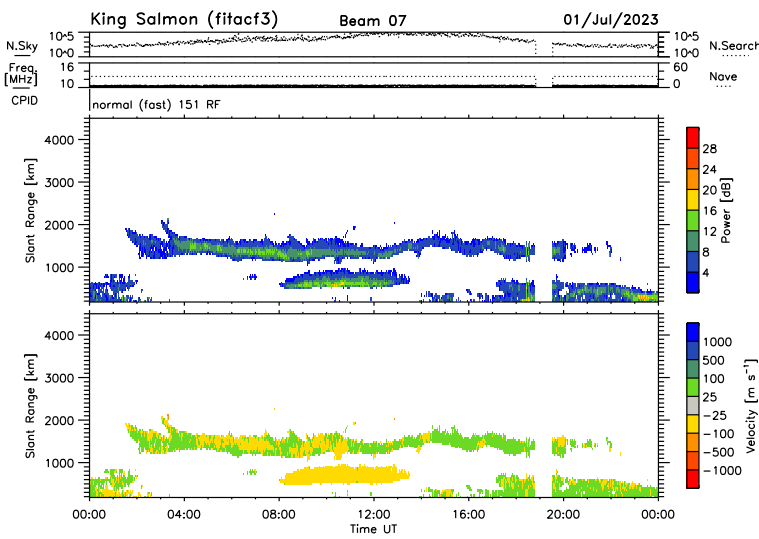 King Salmon (fitacf3) Beam 07 01/Jul/2023
N.Sky 10^5 10^0 10^5 10^0 N.Search
Freq [MHz] 16 10 60 0 Nave
CPID normal (fast) 151 RF
4000
3000
2000
1000
Slant Range [km]
28
24
20
16
12
8
4
Power [dB]
4000
3000
2000
1000
Slant Range [km]
1000
500
100
25
−25
−100
−500
−1000
Velocity [m s⁻¹]
00:00 04:00 08:00 12:00 16:00 20:00 00:00
Time UT